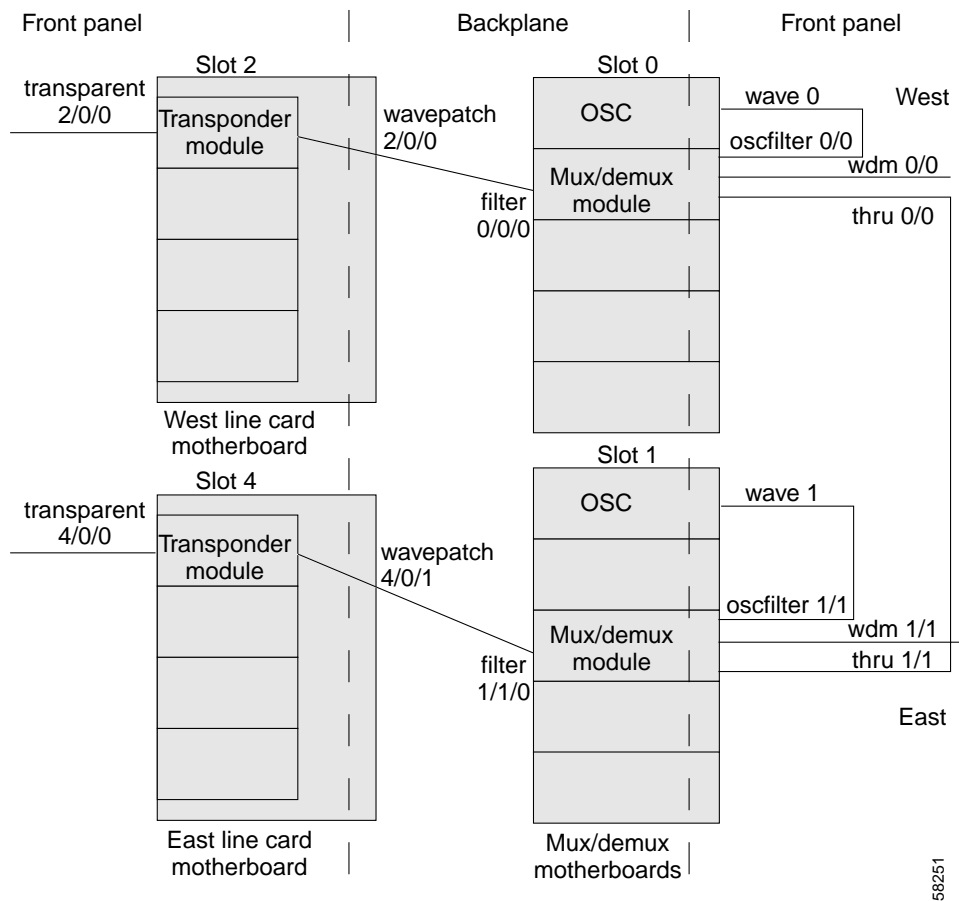 Front panel
Backplane
Front panel
Slot 2
Slot 0
transparent
2/0/0
Transponder
module
wavepatch
2/0/0
filter
0/0/0
OSC
Mux/demux
module
wave 0
West
oscfilter 0/0
wdm 0/0
thru 0/0
West line card
motherboard
Slot 4
Slot 1
transparent
4/0/0
Transponder
module
wavepatch
4/0/1
filter
1/1/0
OSC
Mux/demux
module
wave 1
oscfilter 1/1
wdm 1/1
thru 1/1
East
East line card
motherboard
Mux/demux
motherboards
58251